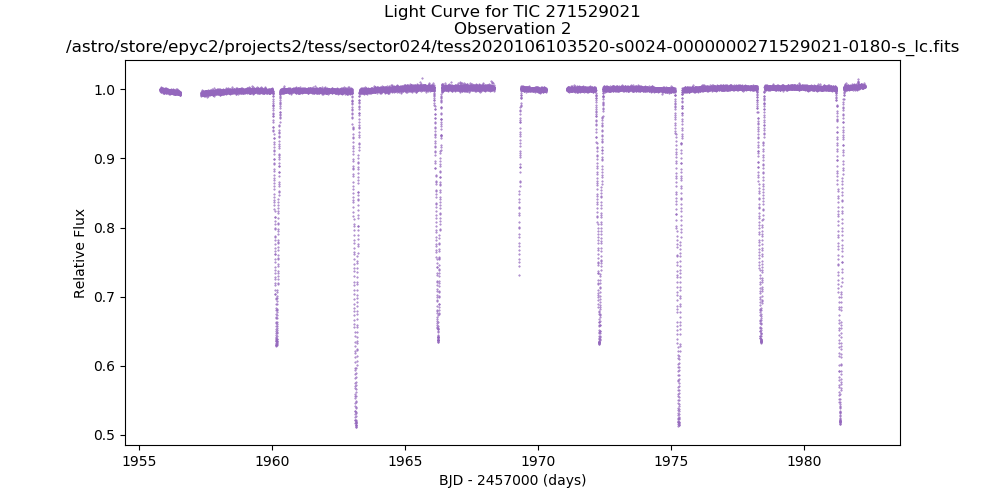 Light Curve for TIC 271529021
Observation 2
/astro/store/epyc2/projects2/tess/sector024/tess2020106103520-s0024-0000000271529021-0180-s_lc.fits
1.0
0.9
0.8
0.7
0.6
0.5
Relative Flux
1955 1960 1965 1970 1975 1980
BJD - 2457000 (days)